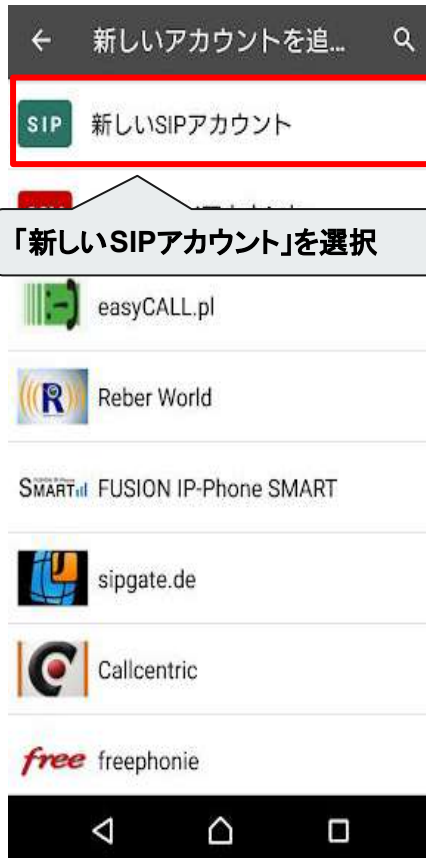 新しいアカウントを追...
SIP 新しいSIPアカウント
「新しいSIPアカウント」を選択
easyCALL.pl
R Reber World
SMART FUSION IP-Phone SMART
sipgate.de
Callcentric
free freephonie